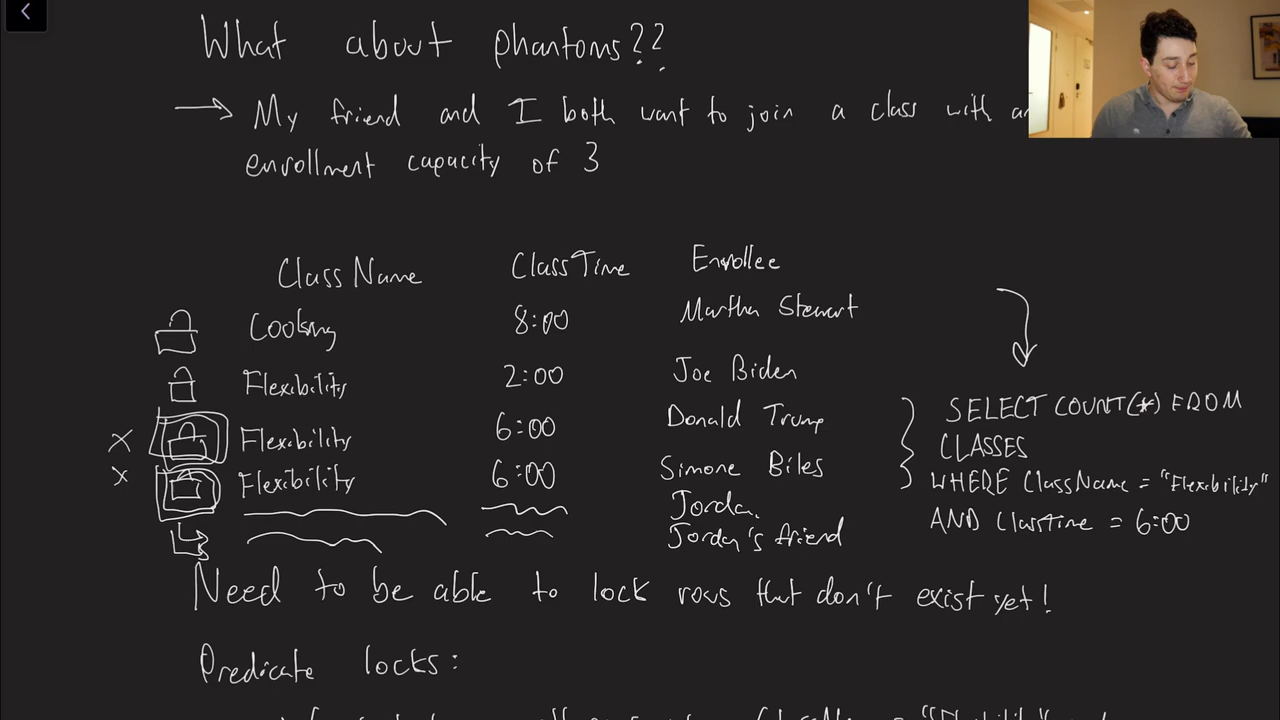 What about phantoms??
→ My friend and I both want to join a class with an
enrollment capacity of 3
ClassName ClassTime Enrollee
Cooking 8:00 Martha Stewart
Flexibility 2:00 Joe Biden
X Flexibility 6:00 Donald Trump
X Flexibility 6:00 Simone Biles
Jordan
Jordan's friend
SELECT COUNT(*) FROM
CLASSES
WHERE ClassName = "Flexibility"
AND Classtime = 6:00
Need to be able to lock rows that don't exist yet!
Predicate locks: